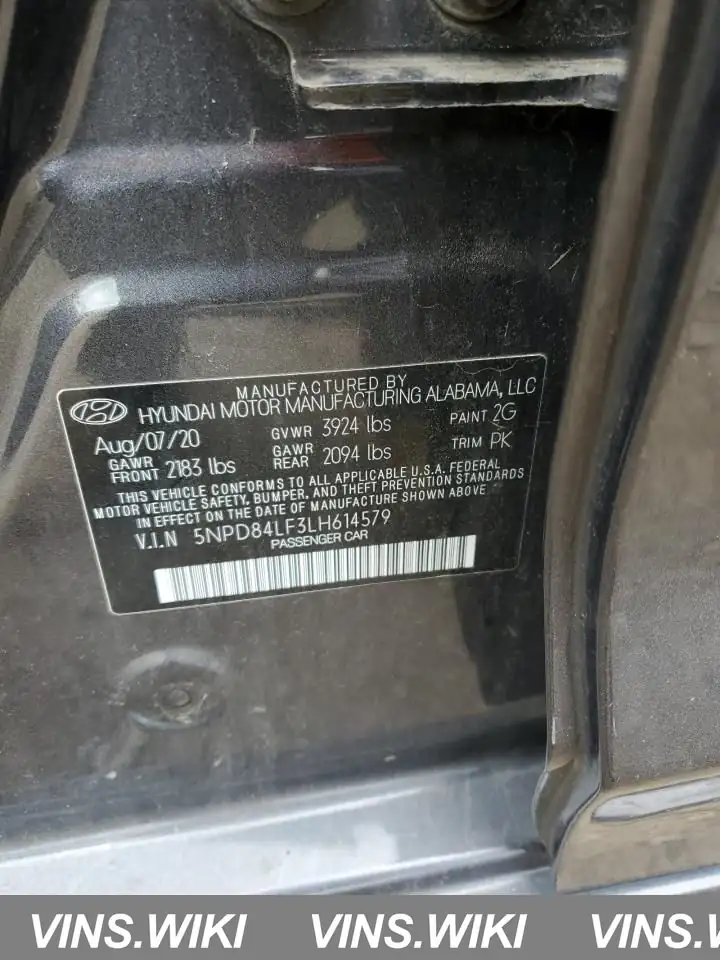 MANUFACTURED BY
HYUNDAI MOTOR MANUFACTURING ALABAMA, LLC
Aug/07/20 GVWR 3924 lbs PAINT 2G
GAWR FRONT 2183 lbs GAWR REAR 2094 lbs TRIM PK
THIS VEHICLE CONFORMS TO ALL APPLICABLE U.S.A. FEDERAL
MOTOR VEHICLE SAFETY, BUMPER, AND THEFT PREVENTION STANDARDS
IN EFFECT ON THE DATE OF MANUFACTURE SHOWN ABOVE
V.I.N 5NPD84LF3LH614579
PASSENGER CAR
VINS.WIKI VINS.WIKI VINS.W